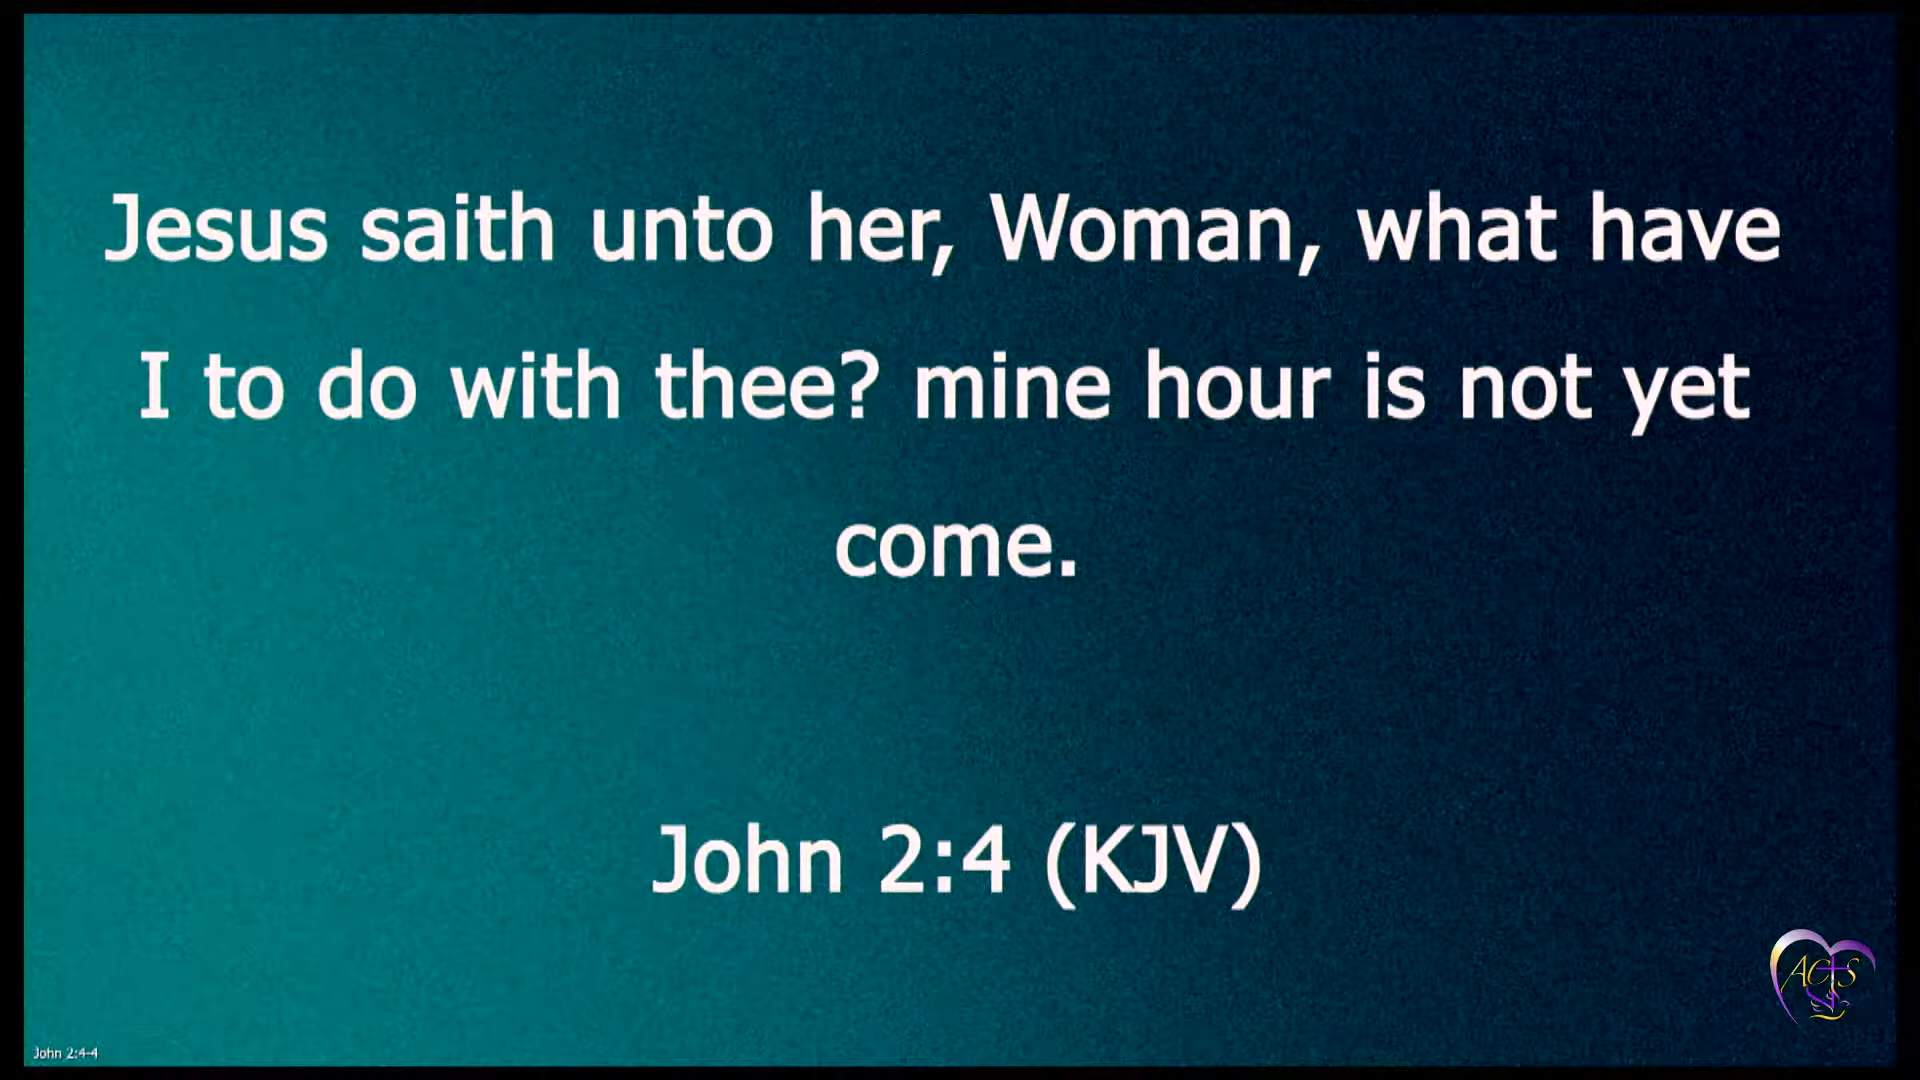 Jesus saith unto her, Woman, what have
I to do with thee? mine hour is not yet
come.
John 2:4 (KJV)
ACTS
John 2:4-4